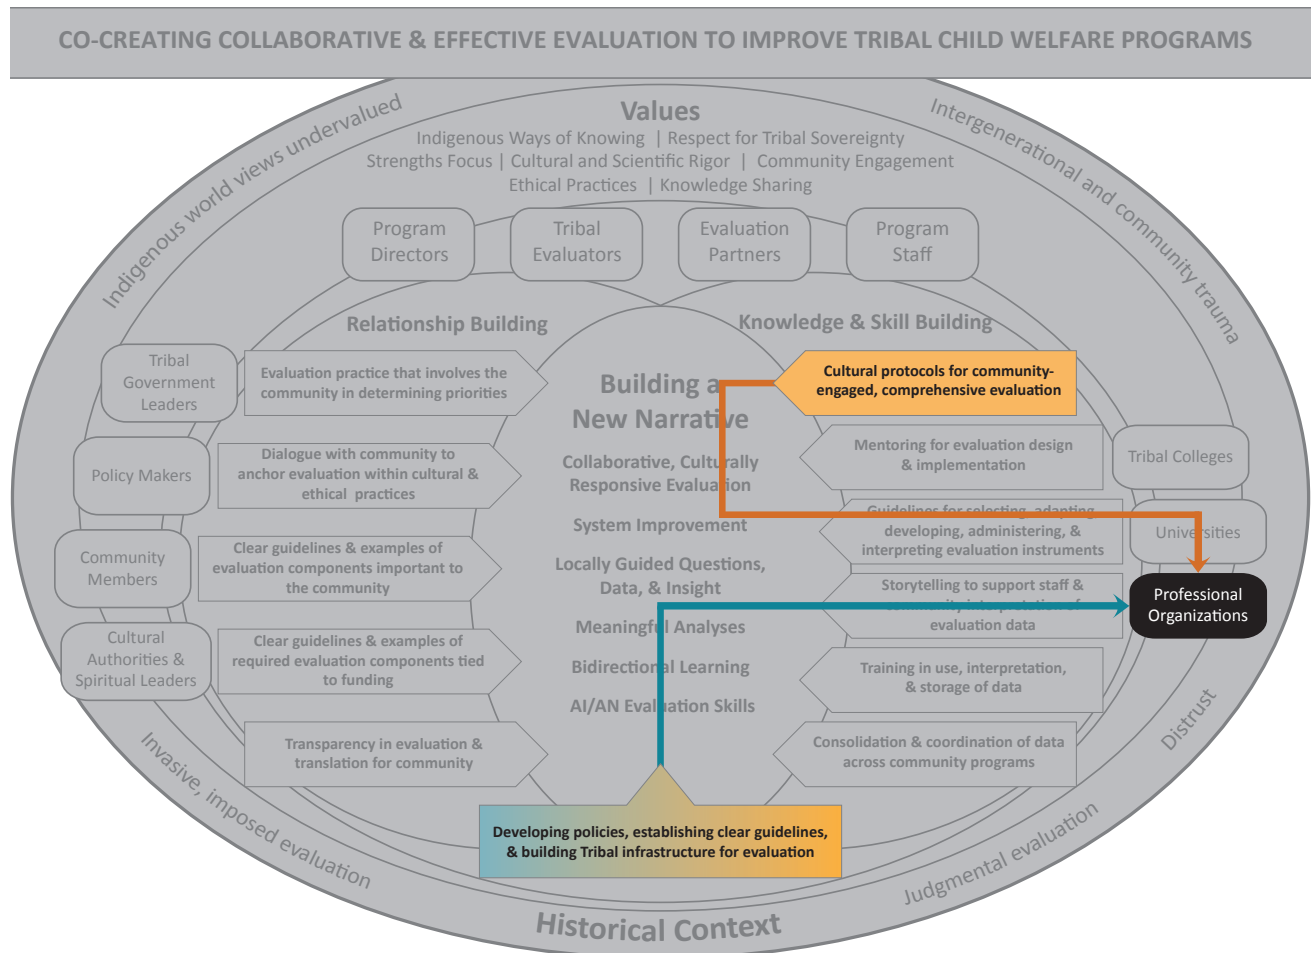 CO-CREATING COLLABORATIVE & EFFECTIVE EVALUATION TO IMPROVE TRIBAL CHILD WELFARE PROGRAMS
Indigenous world views undervalued
Intergenerational and community trauma
Values
Indigenous Ways of Knowing | Respect for Tribal Sovereignty
Strengths Focus | Cultural and Scientific Rigor | Community Engagement
Ethical Practices | Knowledge Sharing
Program
Directors
Tribal
Evaluators
Evaluation
Partners
Program
Staff
Relationship Building
Knowledge & Skill Building
Tribal
Government
Leaders
Policy Makers
Community
Members
Cultural
Authorities &
Spiritual Leaders
Evaluation practice that involves the
community in determining priorities
Dialogue with community to
anchor evaluation within cultural &
ethical practices
Clear guidelines & examples of
evaluation components important to
the community
Clear guidelines & examples of
required evaluation components tied
to funding
Transparency in evaluation &
translation for community
Building a
New Narrative
Collaborative, Culturally
Responsive Evaluation
System Improvement
Locally Guided Questions,
Data, & Insight
Meaningful Analyses
Bidirectional Learning
AI/AN Evaluation Skills
Cultural protocols for community-
engaged, comprehensive evaluation
Mentoring for evaluation design
& implementation
Guidelines for selecting, adapting,
developing, administering, &
interpreting evaluation instruments
Storytelling to support staff &
community interpretation of
evaluation data
Training in use, interpretation,
& storage of data
Consolidation & coordination of data
across community programs
Tribal Colleges
Universities
Professional
Organizations
Developing policies, establishing clear guidelines,
& building Tribal infrastructure for evaluation
Invasive, imposed evaluation
Historical Context
Judgmental evaluation
Distrust